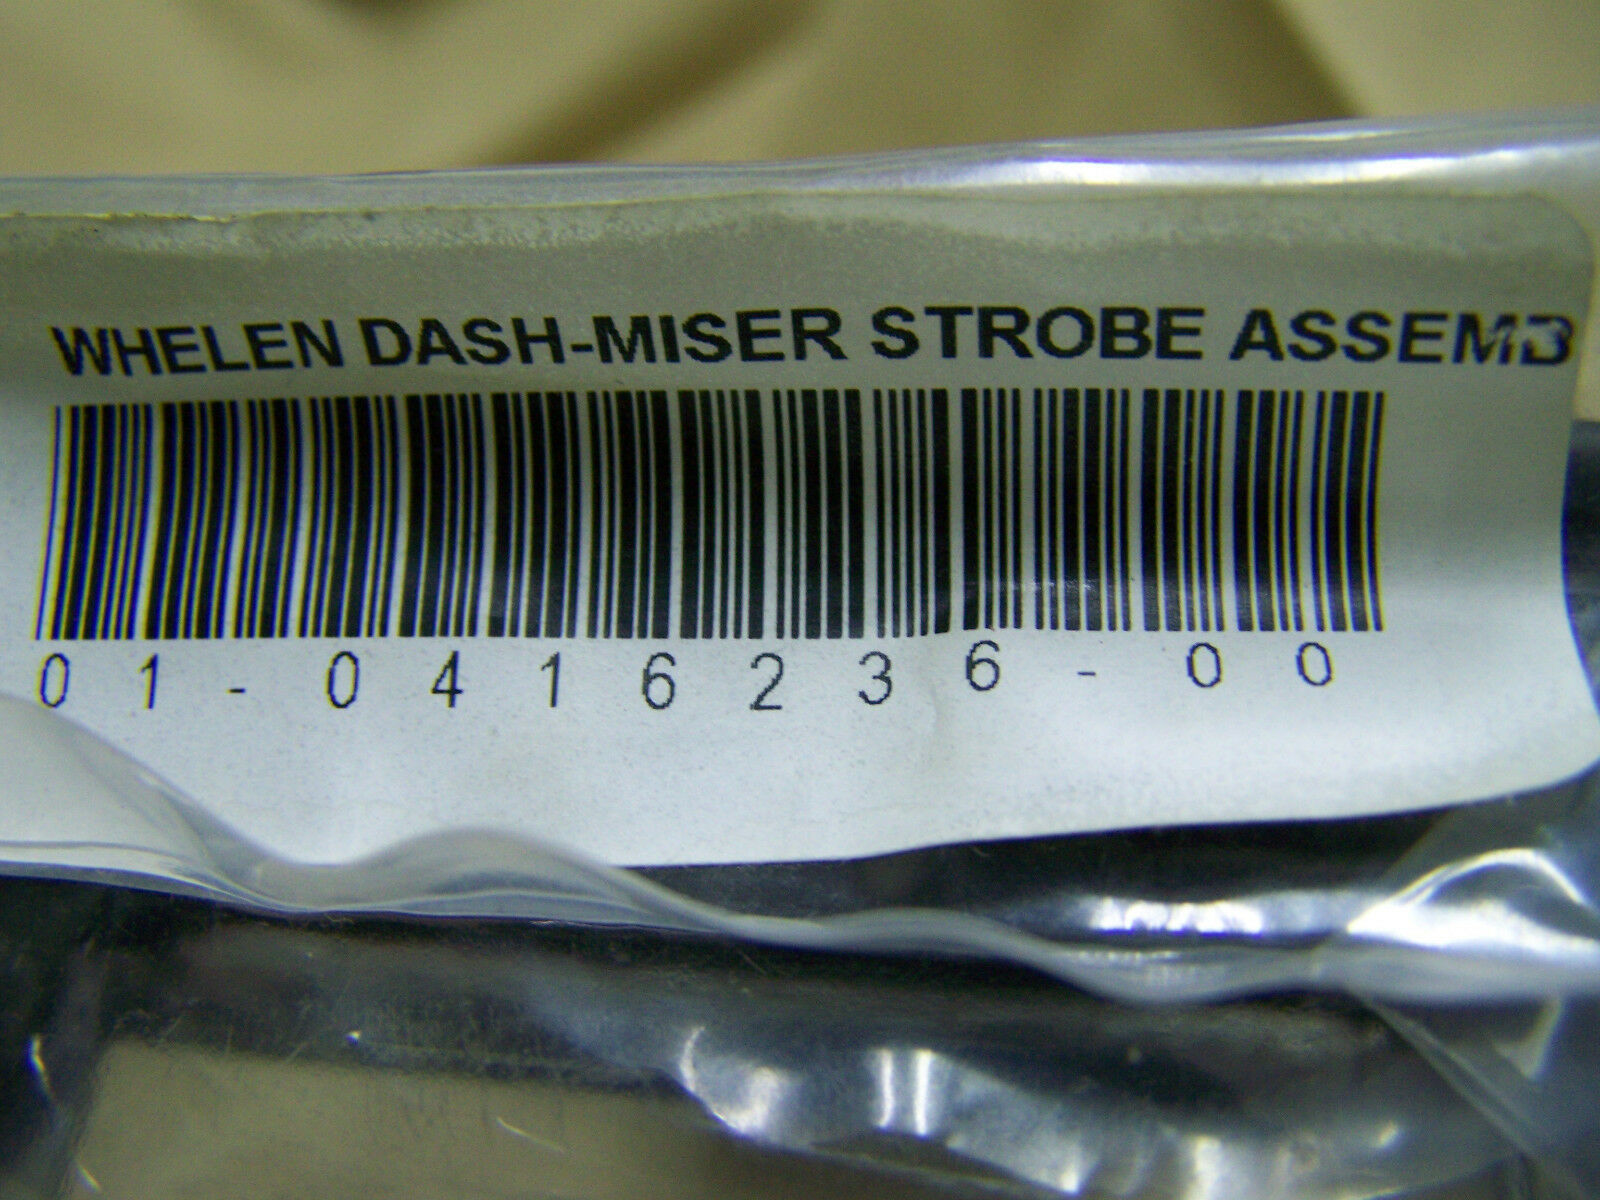 WHELEN DASH-MISER STROBE ASSEMB
01-0416236-00